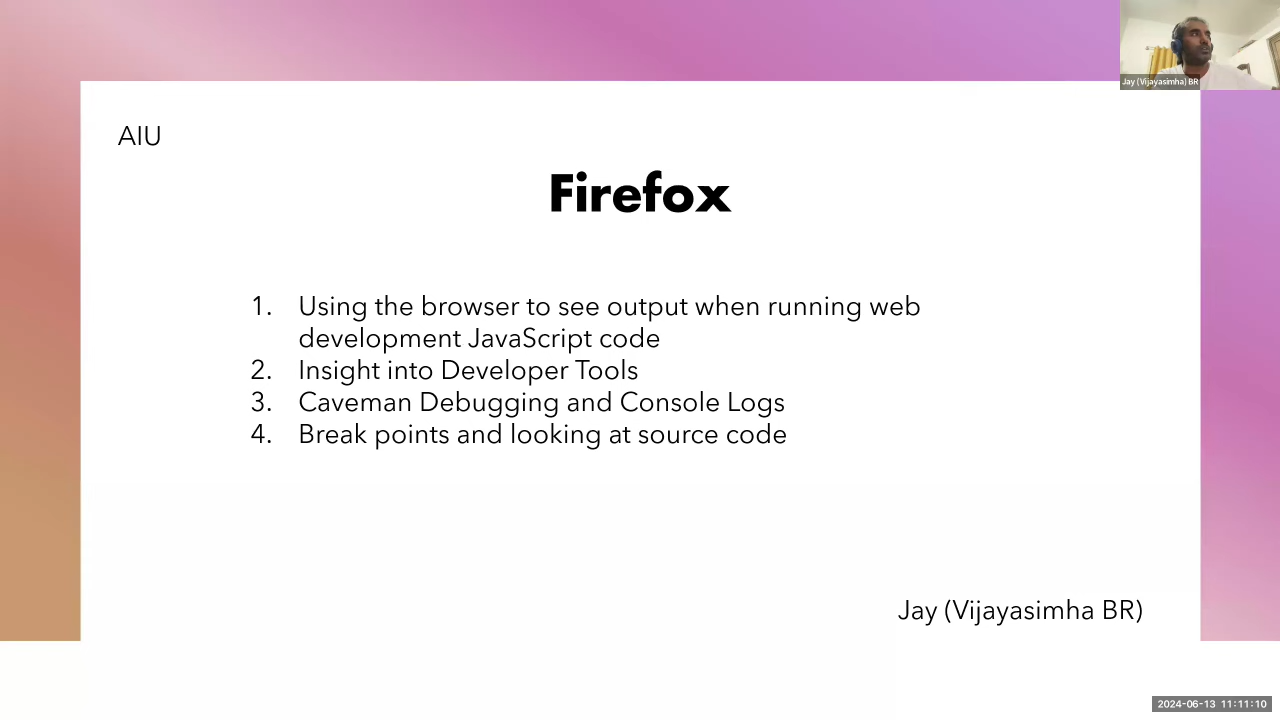 Jay (Vijayasimha) BR
AIU
Firefox
1. Using the browser to see output when running web
development JavaScript code
2. Insight into Developer Tools
3. Caveman Debugging and Console Logs
4. Break points and looking at source code
Jay (Vijayasimha BR)
2024-06-13 11:11:10